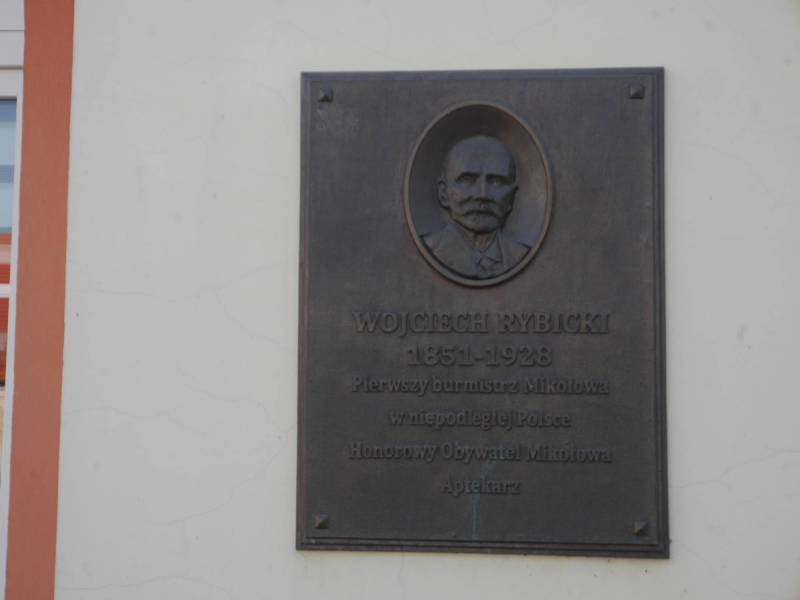 WOJCIECH RYBICKI
1851-1928
Pierwszy burmistrz Mikołowa
w niepodległej Polsce
Honorowy Obywatel Mikołowa
Aptekarz